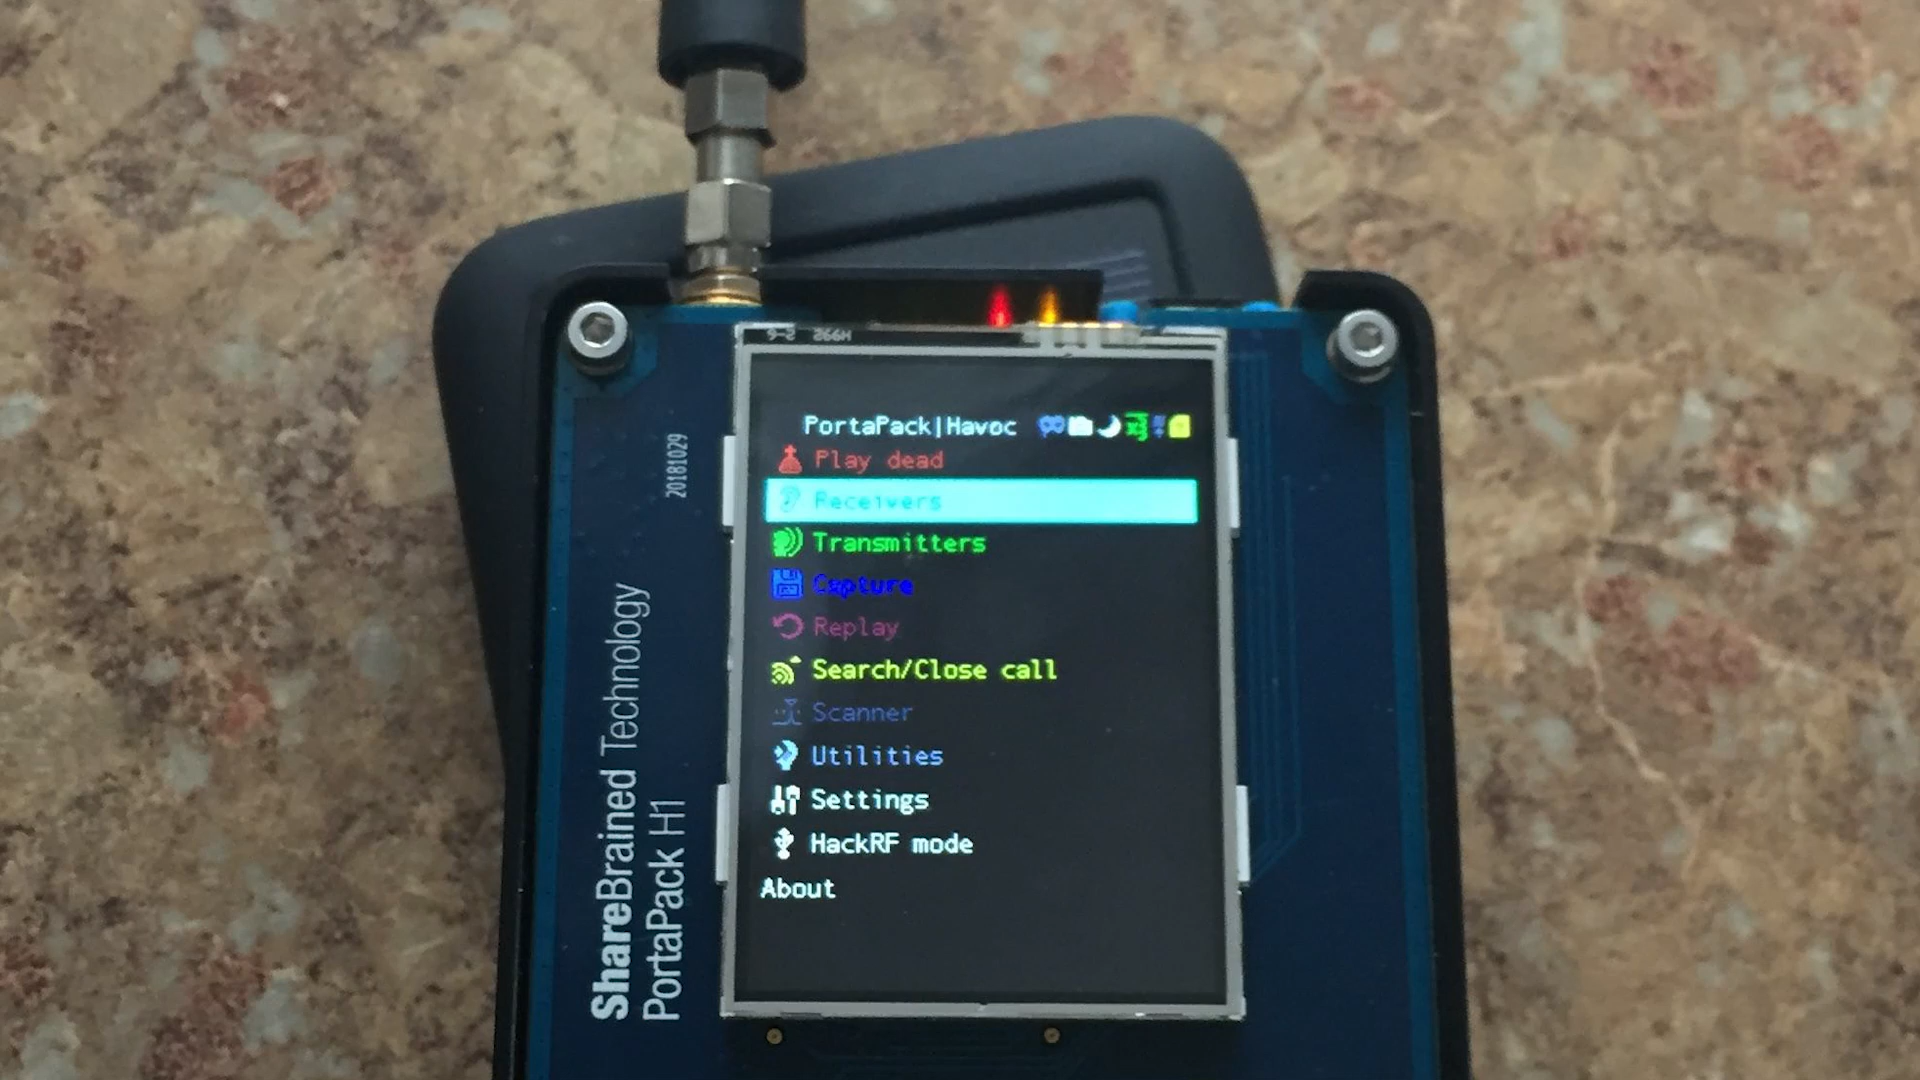 PortaPack|Havoc
Play dead
Receivers
Transmitters
Capture
Replay
Search/Close call
Scanner
Utilities
Settings
HackRF mode
About
20181029
ShareBrained Technology
PortaPack H1